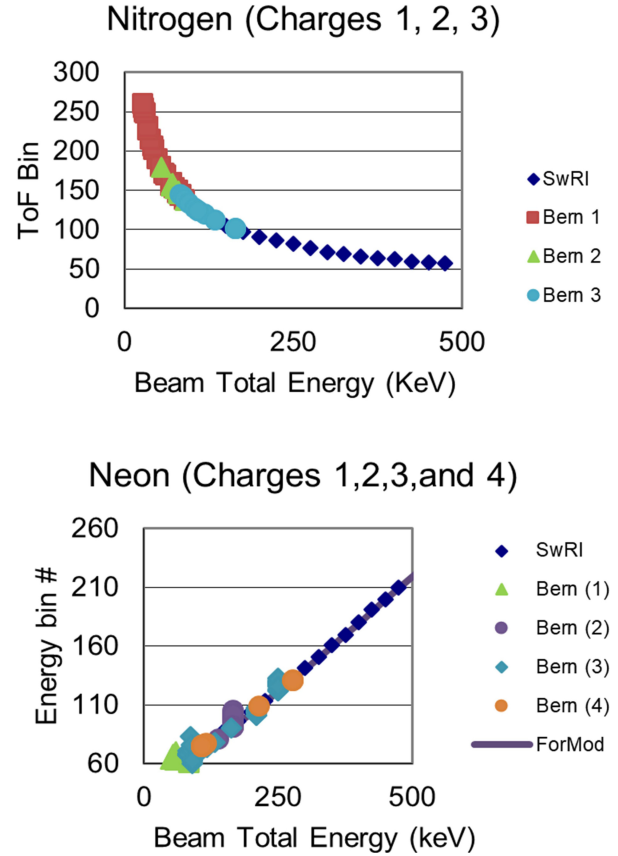 Nitrogen (Charges 1, 2, 3)
300
250
200
150
100
50
0
ToF Bin
0 250 500
Beam Total Energy (KeV)
SwRI
Bern 1
Bern 2
Bern 3
Neon (Charges 1,2,3,and 4)
260
210
160
110
60
Energy bin #
0 250 500
Beam Total Energy (keV)
SwRI
Bern (1)
Bern (2)
Bern (3)
Bern (4)
ForMod